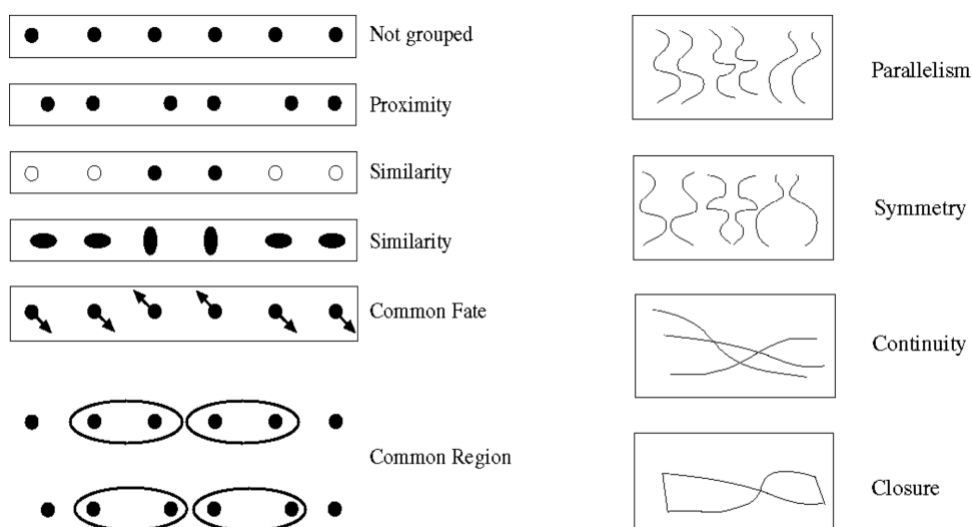 Not grouped
Proximity
Similarity
Similarity
Common Fate
Common Region
Parallelism
Symmetry
Continuity
Closure